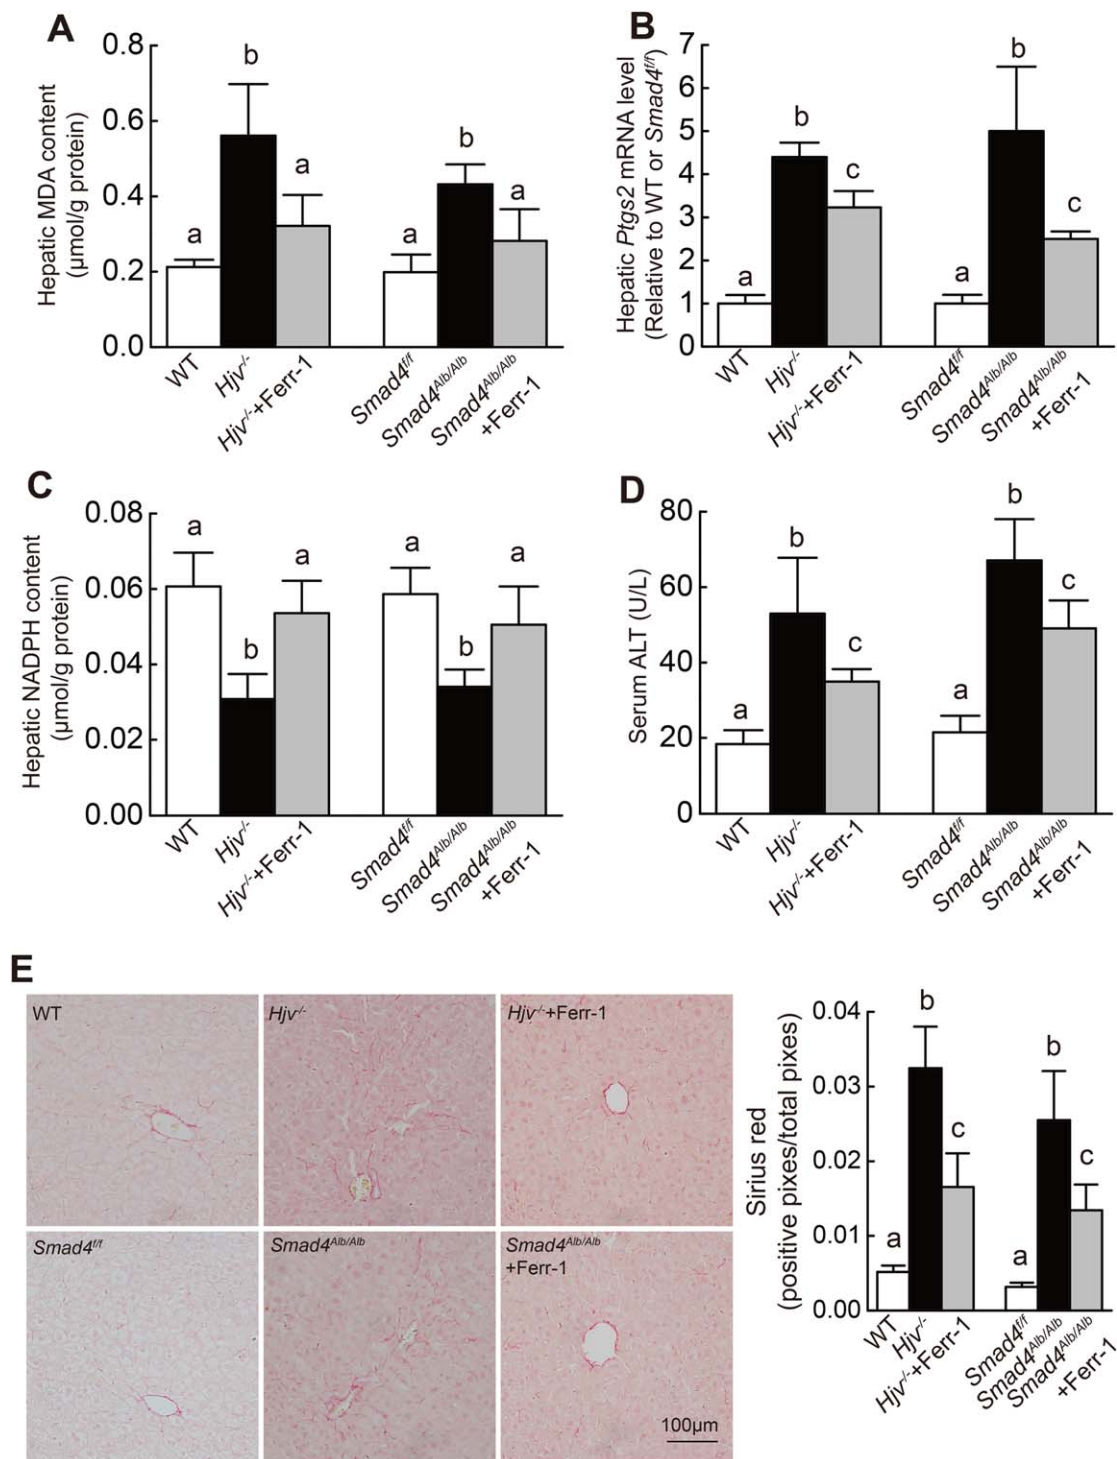 A
Hepatic MDA content
(μmol/g protein)
0.8
0.6
0.4
0.2
0.0
a
b
a
a
b
a
WT
Hjv-/-
Hjv-/-+Ferr-1
Smad4f/f
Smad4Alb/Alb
Smad4Alb/Alb
+Ferr-1
B
Hepatic Ptgs2 mRNA level
(Relative to WT or Smad4f/f)
7
6
5
4
3
2
1
0
a
b
c
a
b
c
WT
Hjv-/-
Hjv-/-+Ferr-1
Smad4f/f
Smad4Alb/Alb
Smad4Alb/Alb
+Ferr-1
C
Hepatic NADPH content
(μmol/g protein)
0.08
0.06
0.04
0.02
0.00
a
b
a
a
b
a
WT
Hjv-/-
Hjv-/-+Ferr-1
Smad4f/f
Smad4Alb/Alb
Smad4Alb/Alb
+Ferr-1
D
Serum ALT (U/L)
80
60
40
20
0
a
b
c
a
b
c
WT
Hjv-/-
Hjv-/-+Ferr-1
Smad4f/f
Smad4Alb/Alb
Smad4Alb/Alb
+Ferr-1
E
WT
Hjv-/-
Hjv-/-+Ferr-1
Smad4f/f
Smad4Alb/Alb
Smad4Alb/Alb
+Ferr-1
100μm
Sirius red
(positive pixes/total pixes)
0.04
0.03
0.02
0.01
0.00
a
b
c
a
b
c
WT
Hjv-/-
Hjv-/-+Ferr-1
Smad4f/f
Smad4Alb/Alb
Smad4Alb/Alb
+Ferr-1